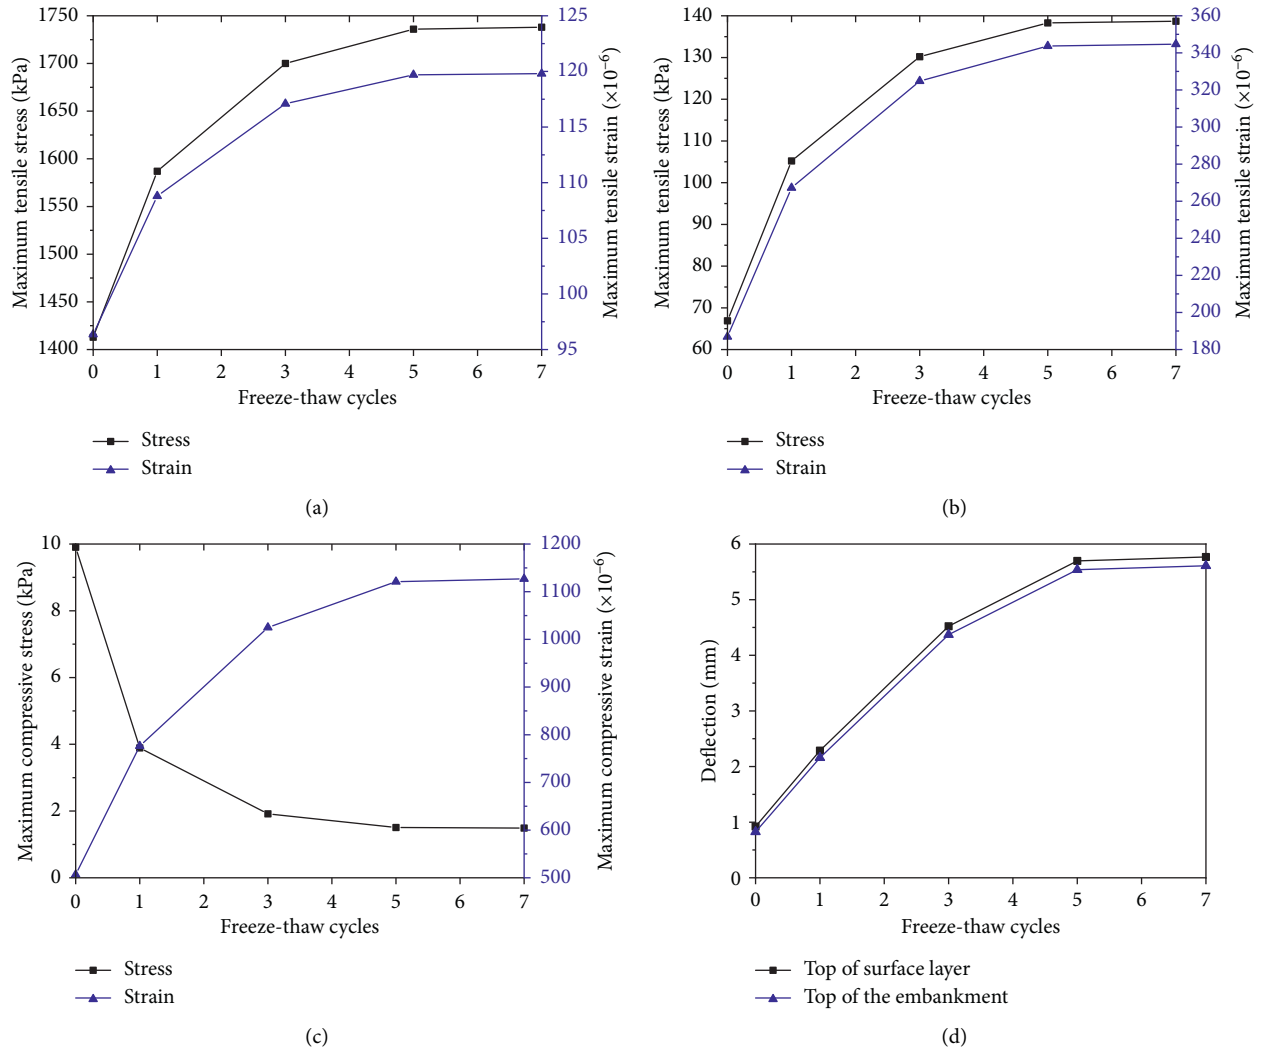 1750
1700
1650
1600
1550
1500
1450
1400
Maximum tensile stress (kPa)
125
120
115
110
105
100
95
Maximum tensile strain (×10⁻⁶)
0 1 2 3 4 5 6 7
Freeze-thaw cycles
Stress
Strain
(a)
140
130
120
110
100
90
80
70
60
Maximum tensile stress (kPa)
360
340
320
300
280
260
240
220
200
180
Maximum tensile strain (×10⁻⁶)
0 1 2 3 4 5 6 7
Freeze-thaw cycles
Stress
Strain
(b)
10
8
6
4
2
0
Maximum compressive stress (kPa)
1200
1100
1000
900
800
700
600
500
Maximum compressive strain (×10⁻⁶)
0 1 2 3 4 5 6 7
Freeze-thaw cycles
Stress
Strain
(c)
6
5
4
3
2
1
0
Deflection (mm)
0 1 2 3 4 5 6 7
Freeze-thaw cycles
Top of surface layer
Top of the embankment
(d)